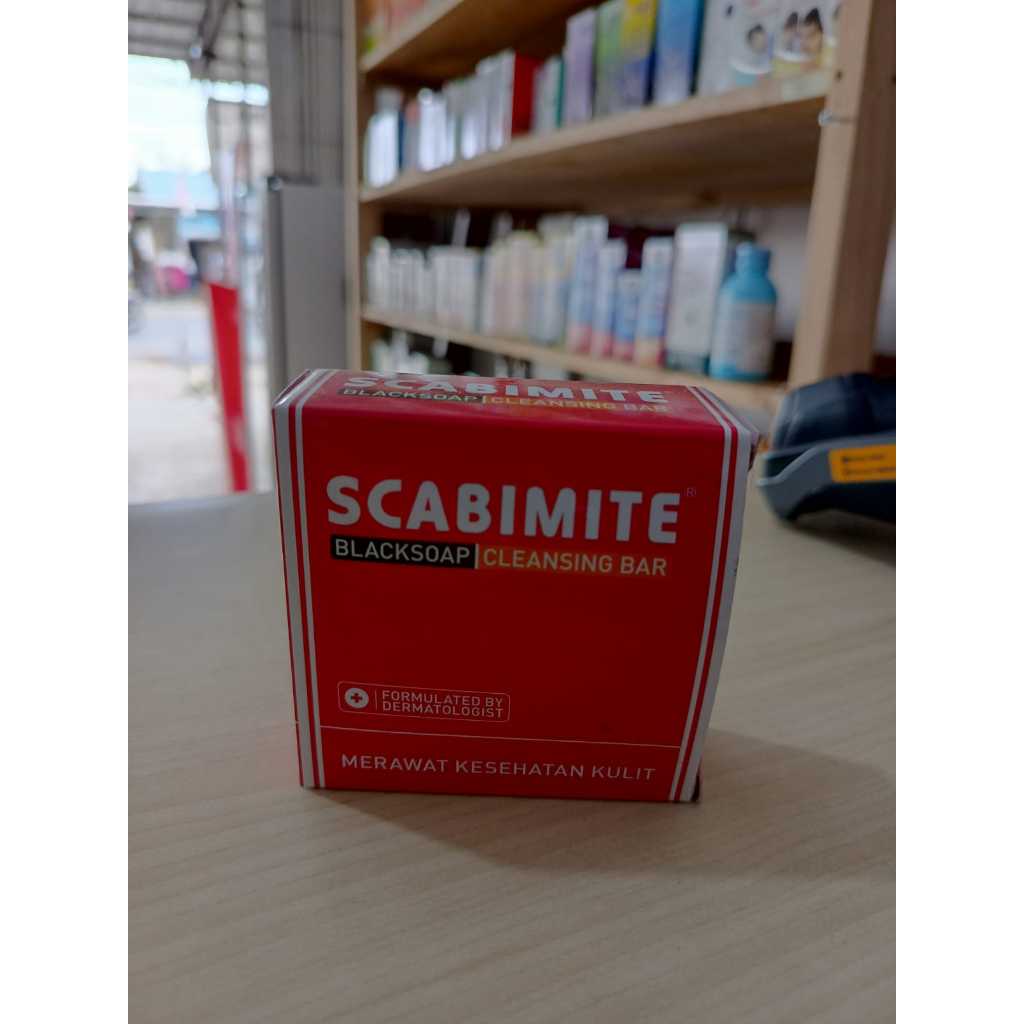 SCABIMITE
BLACKSOAP CLEANSING BAR
SCABIMITE®
BLACKSOAP CLEANSING BAR
FORMULATED BY
DERMATOLOGIST
MERAWAT KESEHATAN KULIT